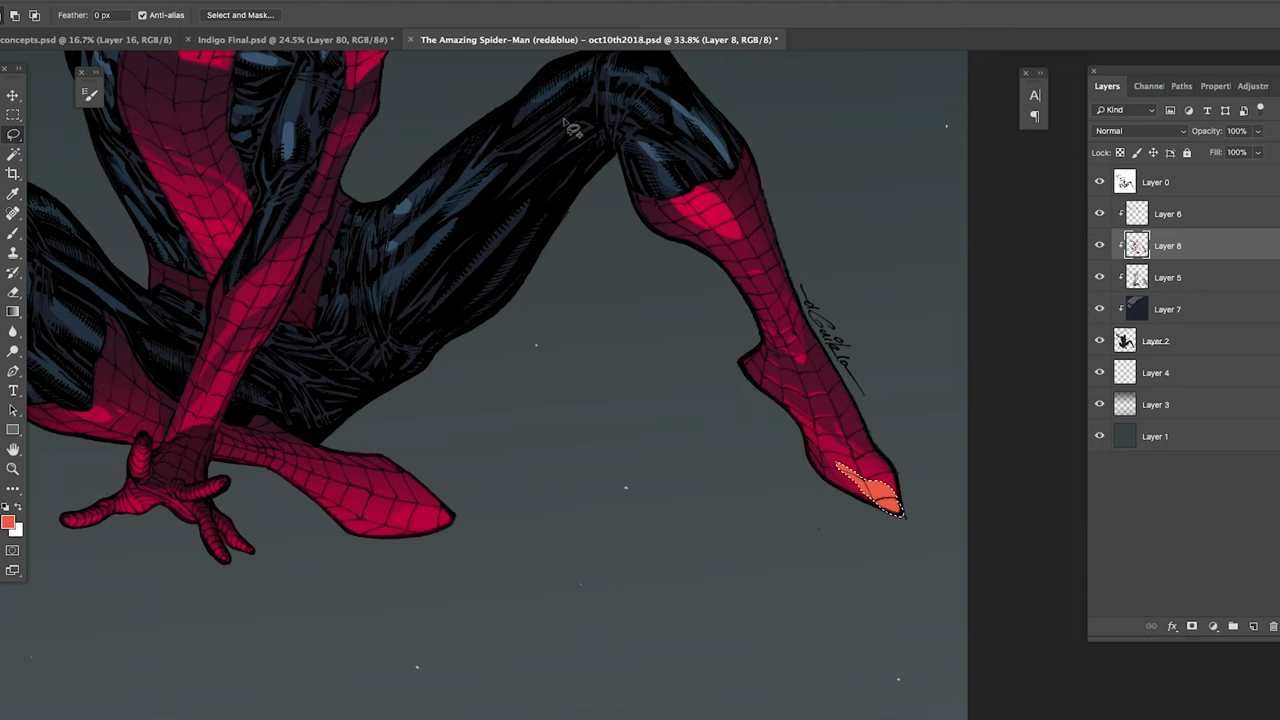 Feather: 0 px Anti-alias Select and Mask...
concepts.psd @ 16.7% (Layer 16, RGB/8) × Indigo Final.psd @ 24.5% (Layer 80, RGB/8#) * × The Amazing Spider-Man (red&blue) – oct10th2018.psd @ 33.8% (Layer 8, RGB/8) *
Layers Channe Paths Properti Adjustm
Kind
Normal Opacity: 100%
Lock: Fill: 100%
Layer 0
Layer 6
Layer 8
Layer 5
Layer 7
Layer 2
Layer 4
Layer 3
Layer 1